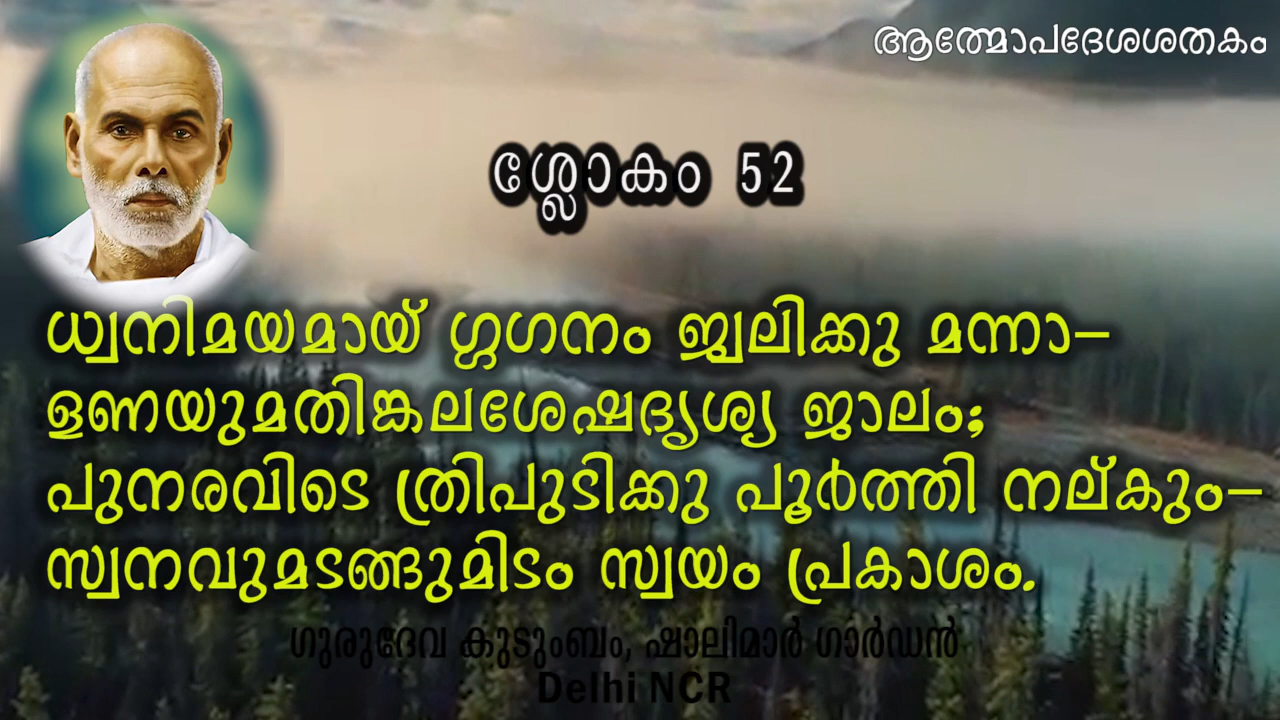 ആത്മോപദേശശതകം
ശ്ലോകം 52
ധ്വനിമയമായ് ഗ്ഗഗനം ജ്വലിക്കു മന്നാ–
ളണയുമതിങ്കലശേഷദൃശ്യ ജാലം;
പുനരവിടെ ത്രിപുടിക്കു പൂർത്തി നല്കും–
സ്വനവുമടങ്ങുമിടം സ്വയം പ്രകാശം.
ഗുരുദേവ കുടുംബം, ഷാലിമാർ ഗാർഡൻ
Delhi NCR